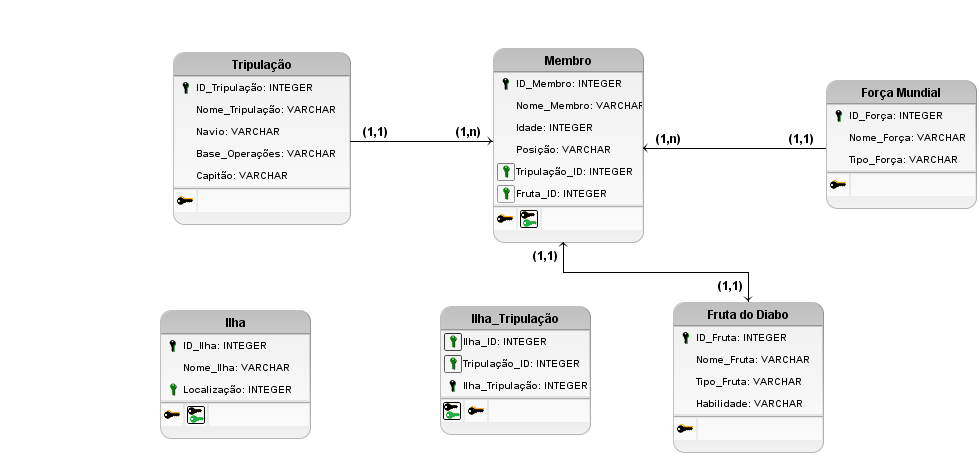 Tripulação
ID_Tripulação: INTEGER
Nome_Tripulação: VARCHAR
Navio: VARCHAR
Base_Operações: VARCHAR
Capitão: VARCHAR
(1,1)
(1,n)
Membro
ID_Membro: INTEGER
Nome_Membro: VARCHAR
Idade: INTEGER
Posição: VARCHAR
Tripulação_ID: INTEGER
Fruta_ID: INTEGER
(1,n)
(1,1)
Força Mundial
ID_Força: INTEGER
Nome_Força: VARCHAR
Tipo_Força: VARCHAR
(1,1)
(1,1)
Ilha
ID_Ilha: INTEGER
Nome_Ilha: VARCHAR
Localização: INTEGER
Ilha_Tripulação
Ilha_ID: INTEGER
Tripulação_ID: INTEGER
Ilha_Tripulação: INTEGER
Fruta do Diabo
ID_Fruta: INTEGER
Nome_Fruta: VARCHAR
Tipo_Fruta: VARCHAR
Habilidade: VARCHAR